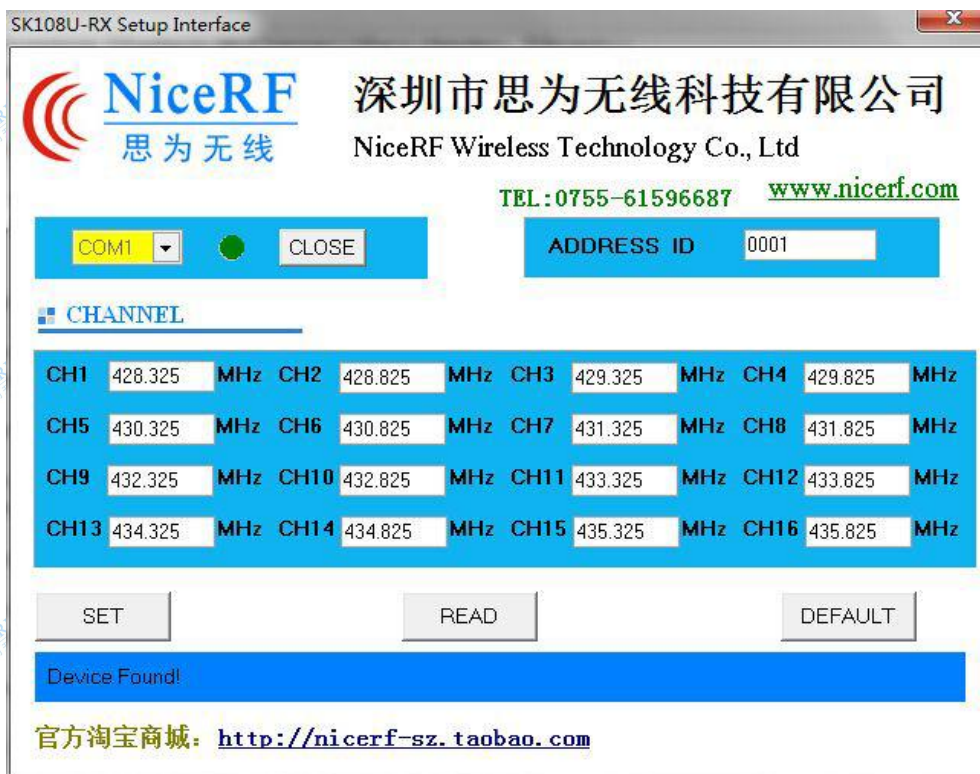 SK108U-RX Setup Interface
NiceRF
思为无线
深圳市思为无线科技有限公司
NiceRF Wireless Technology Co., Ltd
TEL:0755-61596687 www.nicerf.com
COM1 CLOSE ADDRESS ID 0001
CHANNEL
CH1 428.325 MHz CH2 428.825 MHz CH3 429.325 MHz CH4 429.825 MHz
CH5 430.325 MHz CH6 430.825 MHz CH7 431.325 MHz CH8 431.825 MHz
CH9 432.325 MHz CH10 432.825 MHz CH11 433.325 MHz CH12 433.825 MHz
CH13 434.325 MHz CH14 434.825 MHz CH15 435.325 MHz CH16 435.825 MHz
SET READ DEFAULT
Device Found!
官方淘宝商城：http://nicerf-sz.taobao.com